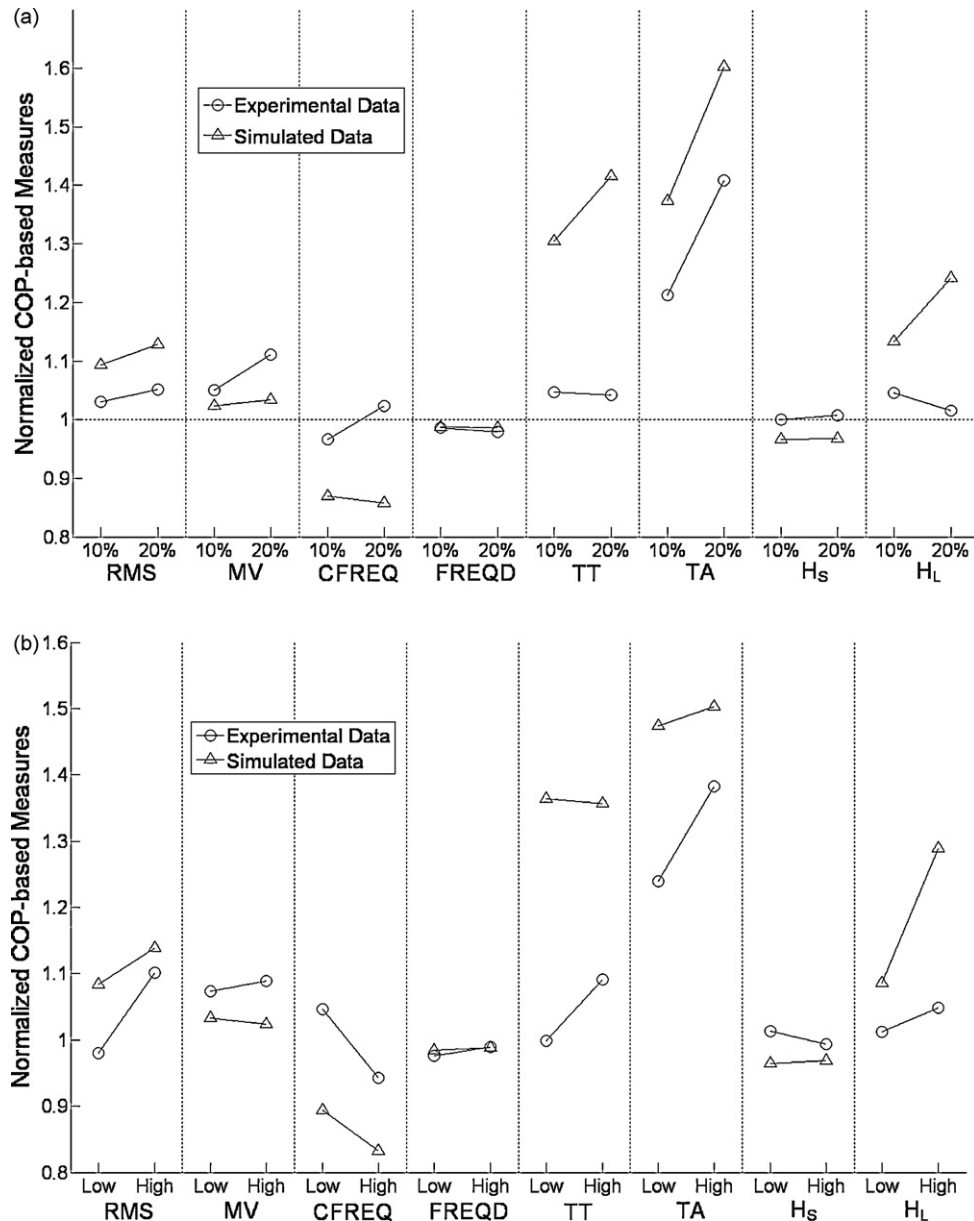 (a)
Normalized COP-based Measures
1.6
1.5
1.4
1.3
1.2
1.1
1
0.9
0.8
Experimental Data
Simulated Data
10% 20% 10% 20% 10% 20% 10% 20% 10% 20% 10% 20% 10% 20% 10% 20%
RMS MV CFREQ FREQD TT TA HS HL
(b)
Normalized COP-based Measures
1.6
1.5
1.4
1.3
1.2
1.1
1
0.9
0.8
Experimental Data
Simulated Data
Low High Low High Low High Low High Low High Low High Low High Low High
RMS MV CFREQ FREQD TT TA HS HL